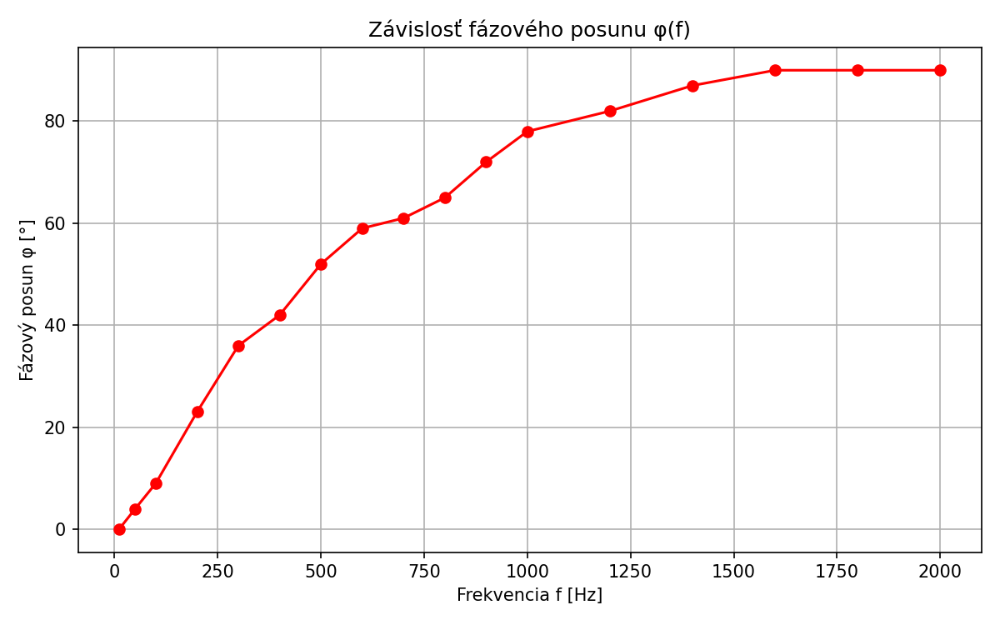 Závislosť fázového posunu φ(f)
Fázový posun φ [°]
80
60
40
20
0
0 250 500 750 1000 1250 1500 1750 2000
Frekvencia f [Hz]